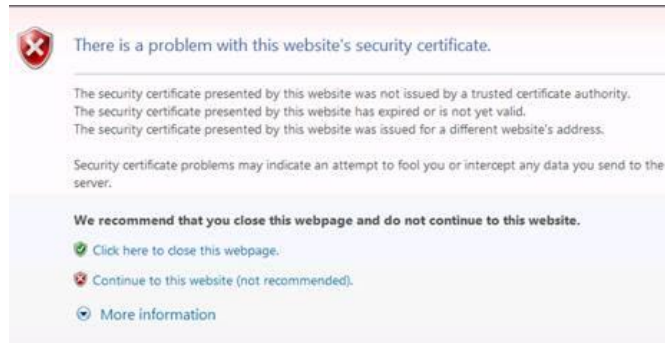 There is a problem with this website's security certificate.
The security certificate presented by this website was not issued by a trusted certificate authority.
The security certificate presented by this website has expired or is not yet valid.
The security certificate presented by this website was issued for a different website's address.
Security certificate problems may indicate an attempt to fool you or intercept any data you send to the
server.
We recommend that you close this webpage and do not continue to this website.
Click here to close this webpage.
Continue to this website (not recommended).
More information